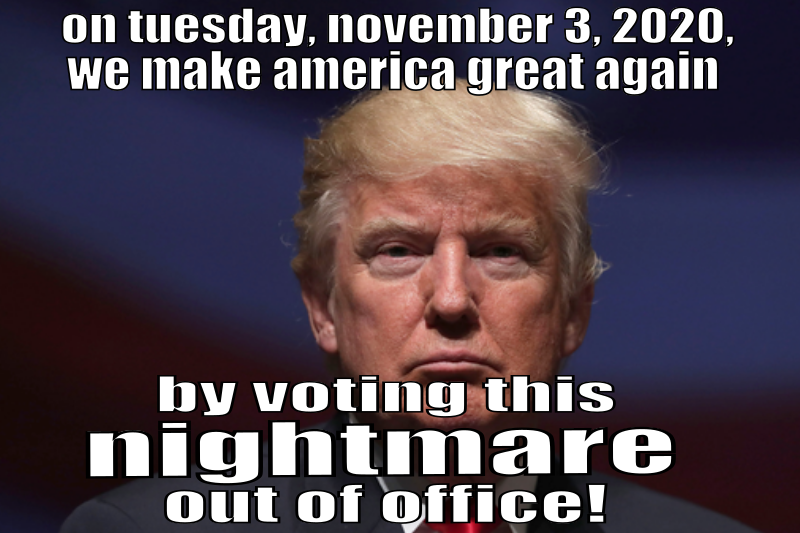 on tuesday, november 3, 2020,
we make america great again
by voting this
nightmare
out of office!